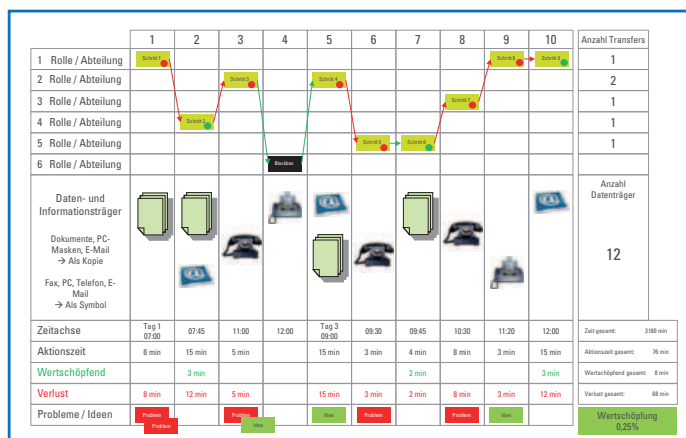 1 2 3 4 5 6 7 8 9 10 Anzahl Transfers
1 Rolle / Abteilung Schritt 1 Schritt 8 Schritt 9 1
2 Rolle / Abteilung Schritt 3 Schritt 4 2
3 Rolle / Abteilung Schritt 7 1
4 Rolle / Abteilung Schritt 2 1
5 Rolle / Abteilung Schritt 5 Schritt 6 1
6 Rolle / Abteilung Blackbox
Daten- und
Informationsträger
Dokumente, PC-
Masken, E-Mail
→ Als Kopie
Fax, PC, Telefon, E-
Mail
→ Als Symbol
Anzahl
Datenträger
12
Zeitachse Tag 1 07:00 07:45 11:00 12:00 Tag 3 09:00 09:30 09:45 10:30 11:20 12:00 Zeit gesamt: 3180 min
Aktionszeit 8 min 15 min 5 min 15 min 3 min 4 min 8 min 3 min 15 min Aktionszeit gesamt: 76 min
Wertschöpfend 3 min 2 min 3 min Wertschöpfend gesamt: 8 min
Verlust 8 min 12 min 5 min 15 min 3 min 2 min 8 min 3 min 12 min Verlust gesamt: 68 min
Probleme / Ideen Problem Problem Idee Problem Problem Idee
Problem Idee
Wertschöpfung
0,25%